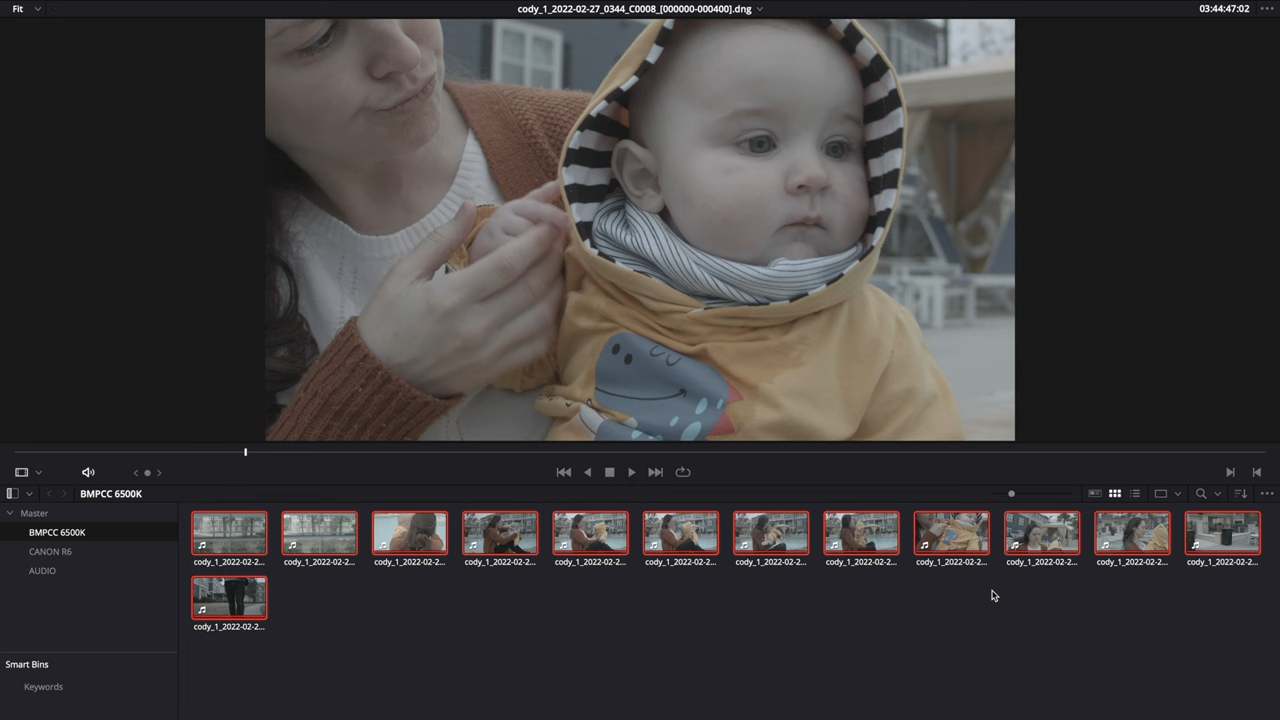 Fit
cody_1_2022-02-27_0344_C0008_[000000-000400].dng
03:44:47:02
BMPCC 6500K
Master
BMPCC 6500K
CANON R6
AUDIO
cody_1_2022-02-2... cody_1_2022-02-2... cody_1_2022-02-2... cody_1_2022-02-2... cody_1_2022-02-2... cody_1_2022-02-2... cody_1_2022-02-2... cody_1_2022-02-2... cody_1_2022-02-2... cody_1_2022-02-2... cody_1_2022-02-2... cody_1_2022-02-2...
cody_1_2022-02-2...
Smart Bins
Keywords